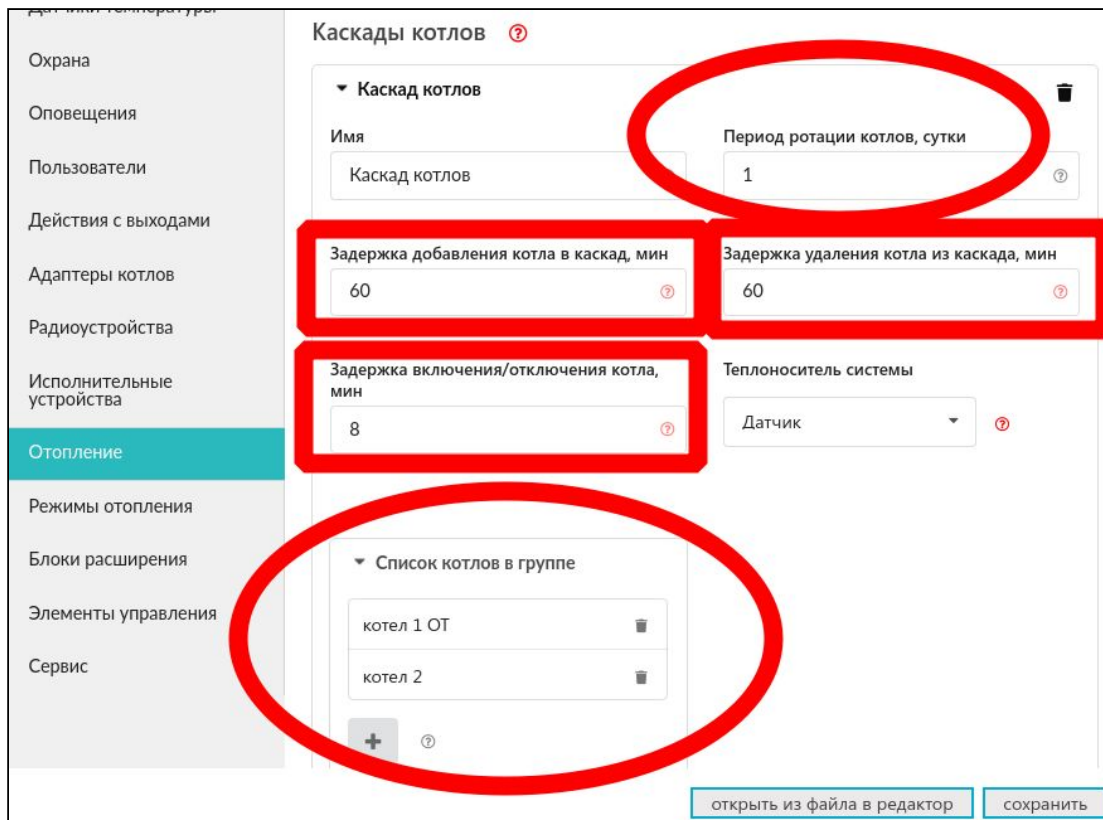 Датчики температуры
Охрана
Оповещения
Пользователи
Действия с выходами
Адаптеры котлов
Радиоустройства
Исполнительные
устройства
Отопление
Режимы отопления
Блоки расширения
Элементы управления
Сервис
Каскады котлов
Каскад котлов
Имя
Каскад котлов
Период ротации котлов, сутки
1
Задержка добавления котла в каскад, мин
60
Задержка удаления котла из каскада, мин
60
Задержка включения/отключения котла,
мин
8
Теплоноситель системы
Датчик
Список котлов в группе
котел 1 ОТ
котел 2
открыть из файла в редактор
сохранить